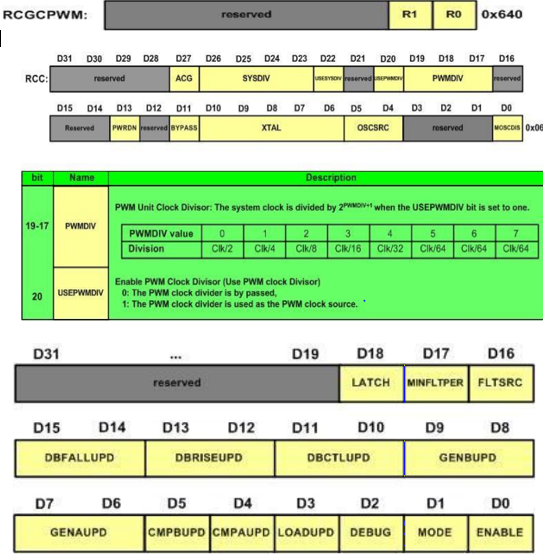 RCGCPWM: reserved R1 R0 0x640
D31 D30 D29 D28 D27 D26 D25 D24 D23 D22 D21 D20 D19 D18 D17 D16
RCC: reserved ACG SYSDIV USESYSDIV reserved USEPWMDIV PWMDIV reserved
D15 D14 D13 D12 D11 D10 D9 D8 D7 D6 D5 D4 D3 D2 D1 D0
Reserved PWRDN reserved BYPASS XTAL OSCSRC reserved MOSCDIS 0x06
bit Name Description
PWM Unit Clock Divisor: The system clock is divided by 2^PWMDIV+1 when the USEPWMDIV bit is set to one.
19-17 PWMDIV
PWMDIV value 0 1 2 3 4 5 6 7
Division Clk/2 Clk/4 Clk/8 Clk/16 Clk/32 Clk/64 Clk/64 Clk/64
20 USEPWMDIV
Enable PWM Clock Divisor (Use PWM clock Divisor)
0: The PWM clock divider is by passed,
1: The PWM clock divider is used as the PWM clock source.
D31 ... D19 D18 D17 D16
reserved LATCH MINFLTPER FLTSRC
D15 D14 D13 D12 D11 D10 D9 D8
DBFALLUPD DBRISEUPD DBCTLUPD GENBUPD
D7 D6 D5 D4 D3 D2 D1 D0
GENAUPD CMPBUPD CMPAUPD LOADUPD DEBUG MODE ENABLE